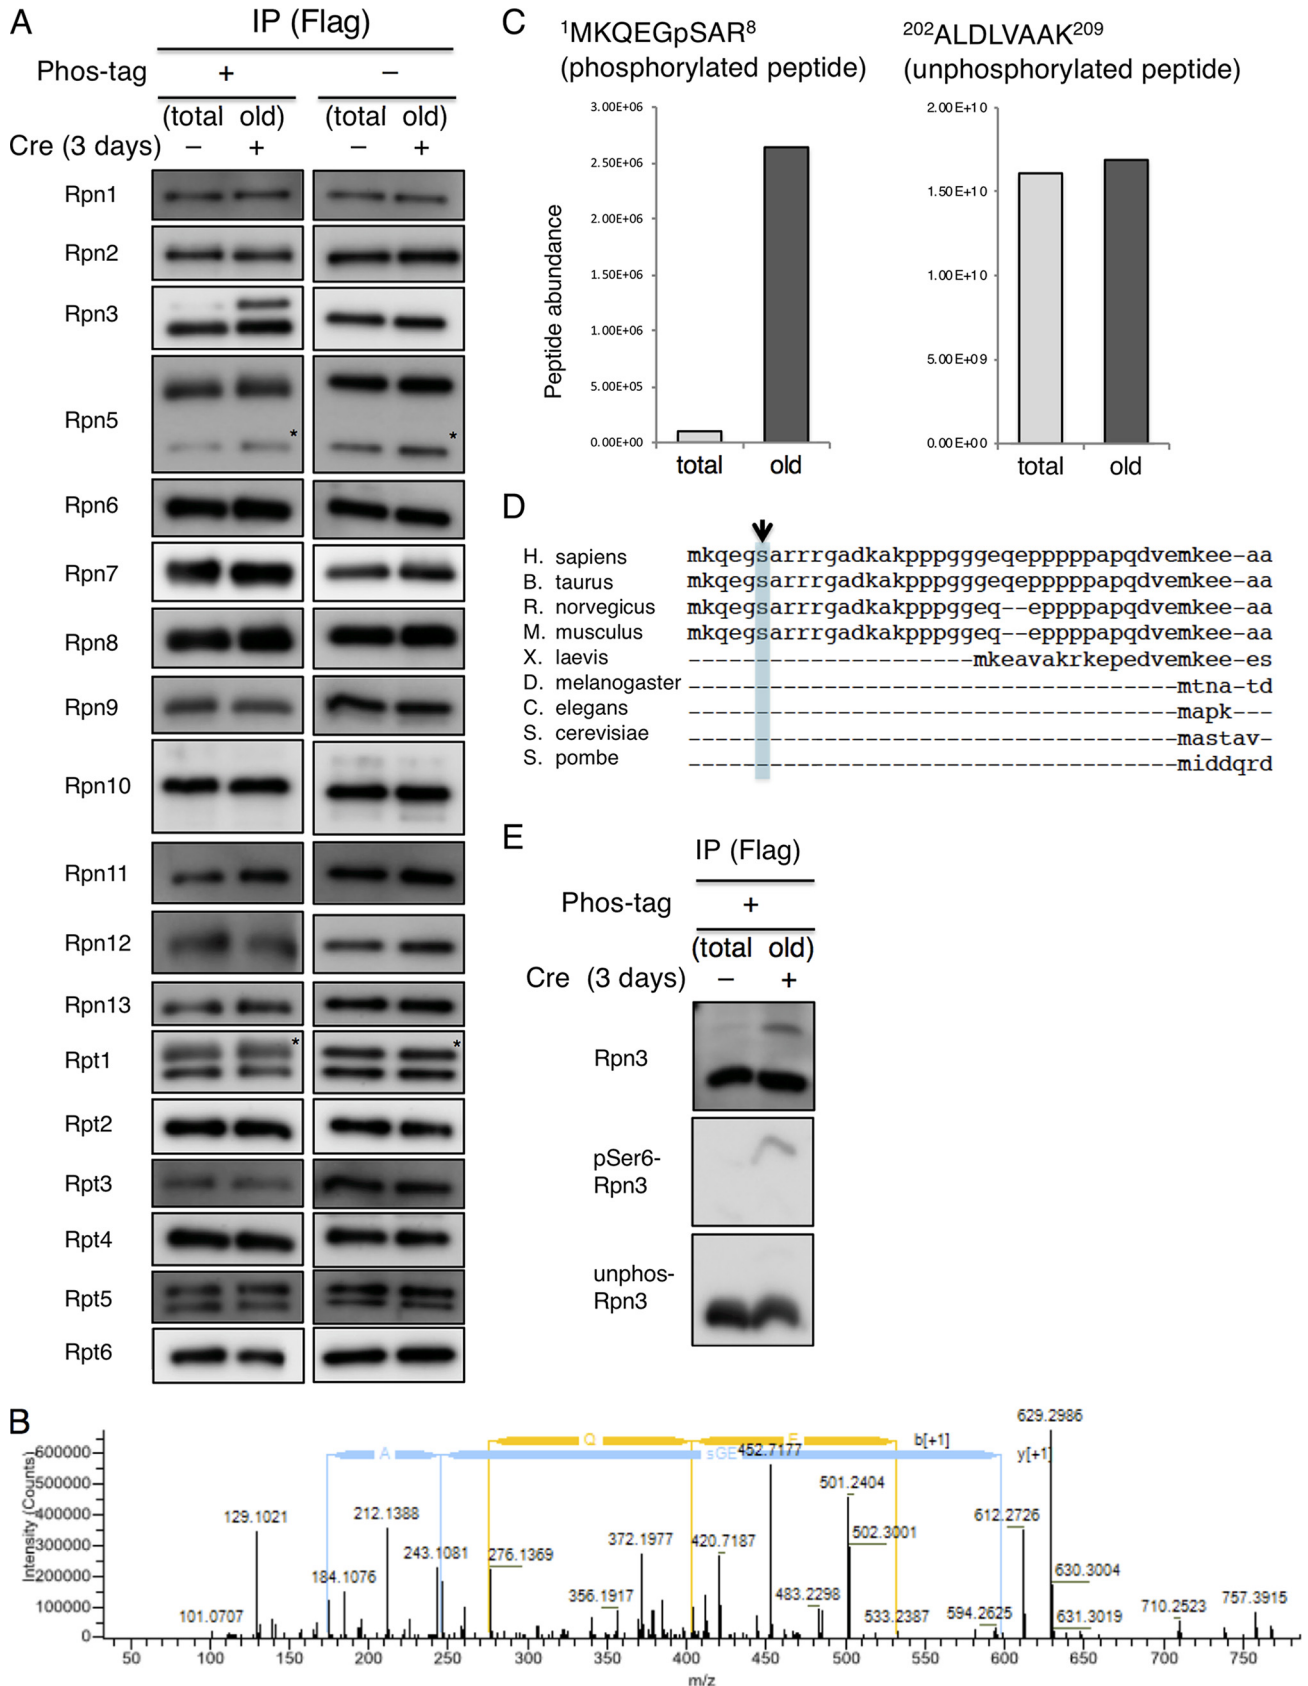 A
IP (Flag)
Phos-tag + −
(total old) (total old)
Cre (3 days) − + − +
Rpn1
Rpn2
Rpn3
Rpn5
*
*
Rpn6
Rpn7
Rpn8
Rpn9
Rpn10
Rpn11
Rpn12
Rpn13
Rpt1
*
*
Rpt2
Rpt3
Rpt4
Rpt5
Rpt6
C
¹MKQEGpSAR⁸
(phosphorylated peptide)
Peptide abundance
3.00E+06
2.50E+06
2.00E+06
1.50E+06
1.00E+06
5.00E+05
0.00E+00
total old
²⁰²ALDLVAAK²⁰⁹
(unphosphorylated peptide)
2.00E+10
1.50E+10
1.00E+10
5.00E+09
0.00E+00
total old
D
H. sapiens mkqegsarrrgadkakpppgggeqepppppapqdvemkee-aa
B. taurus mkqegsarrrgadkakpppgggeqepppppapqdvemkee-aa
R. norvegicus mkqegsarrrgadkakpppggeq--eppppapqdvemkee-aa
M. musculus mkqegsarrrgadkakpppggeq--eppppapqdvemkee-aa
X. laevis -------------------------mkeavakrkepedvemkee-es
D. melanogaster -------------------------------------------mtna-td
C. elegans -------------------------------------------mapk---
S. cerevisiae -------------------------------------------mastav-
S. pombe -------------------------------------------middqrd
E
IP (Flag)
Phos-tag +
(total old)
Cre (3 days) − +
Rpn3
pSer6-
Rpn3
unphos-
Rpn3
B
Intensity (Counts)
600000
500000
400000
300000
200000
100000
0
Q E b[+1]
A sGE y[+1]
101.0707
129.1021
184.1076
212.1388
243.1081
276.1369
356.1917
372.1977
420.7187
452.7177
483.2298
501.2404
502.3001
533.2387
594.2625
612.2726
629.2986
630.3004
631.3019
710.2523
757.3915
50 100 150 200 250 300 350 400 450 500 550 600 650 700 750
m/z